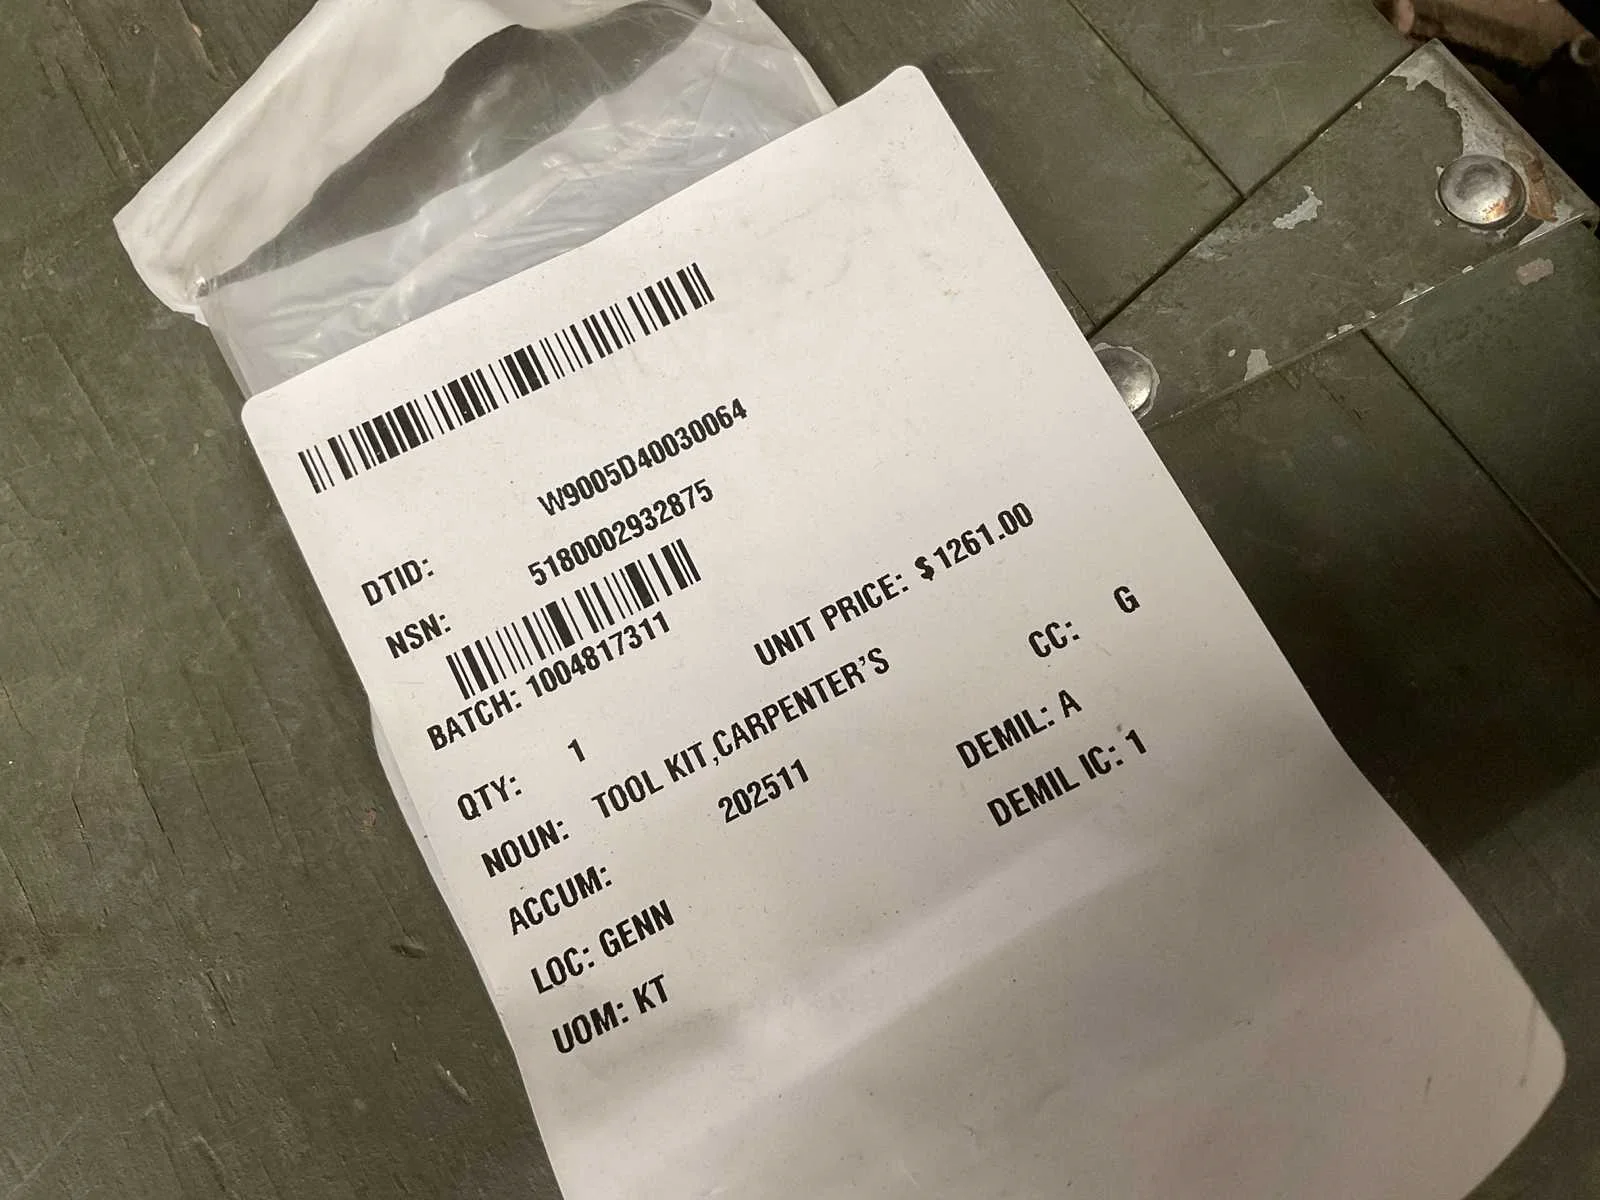 DTID: W9005D40030064
NSN: 5180002932875
BATCH: 1004817311
QTY: 1 UNIT PRICE: $1261.00
NOUN: TOOL KIT,CARPENTER'S CC: G
ACCUM: 202511 DEMIL: A
LOC: GENN DEMIL IC: 1
UOM: KT